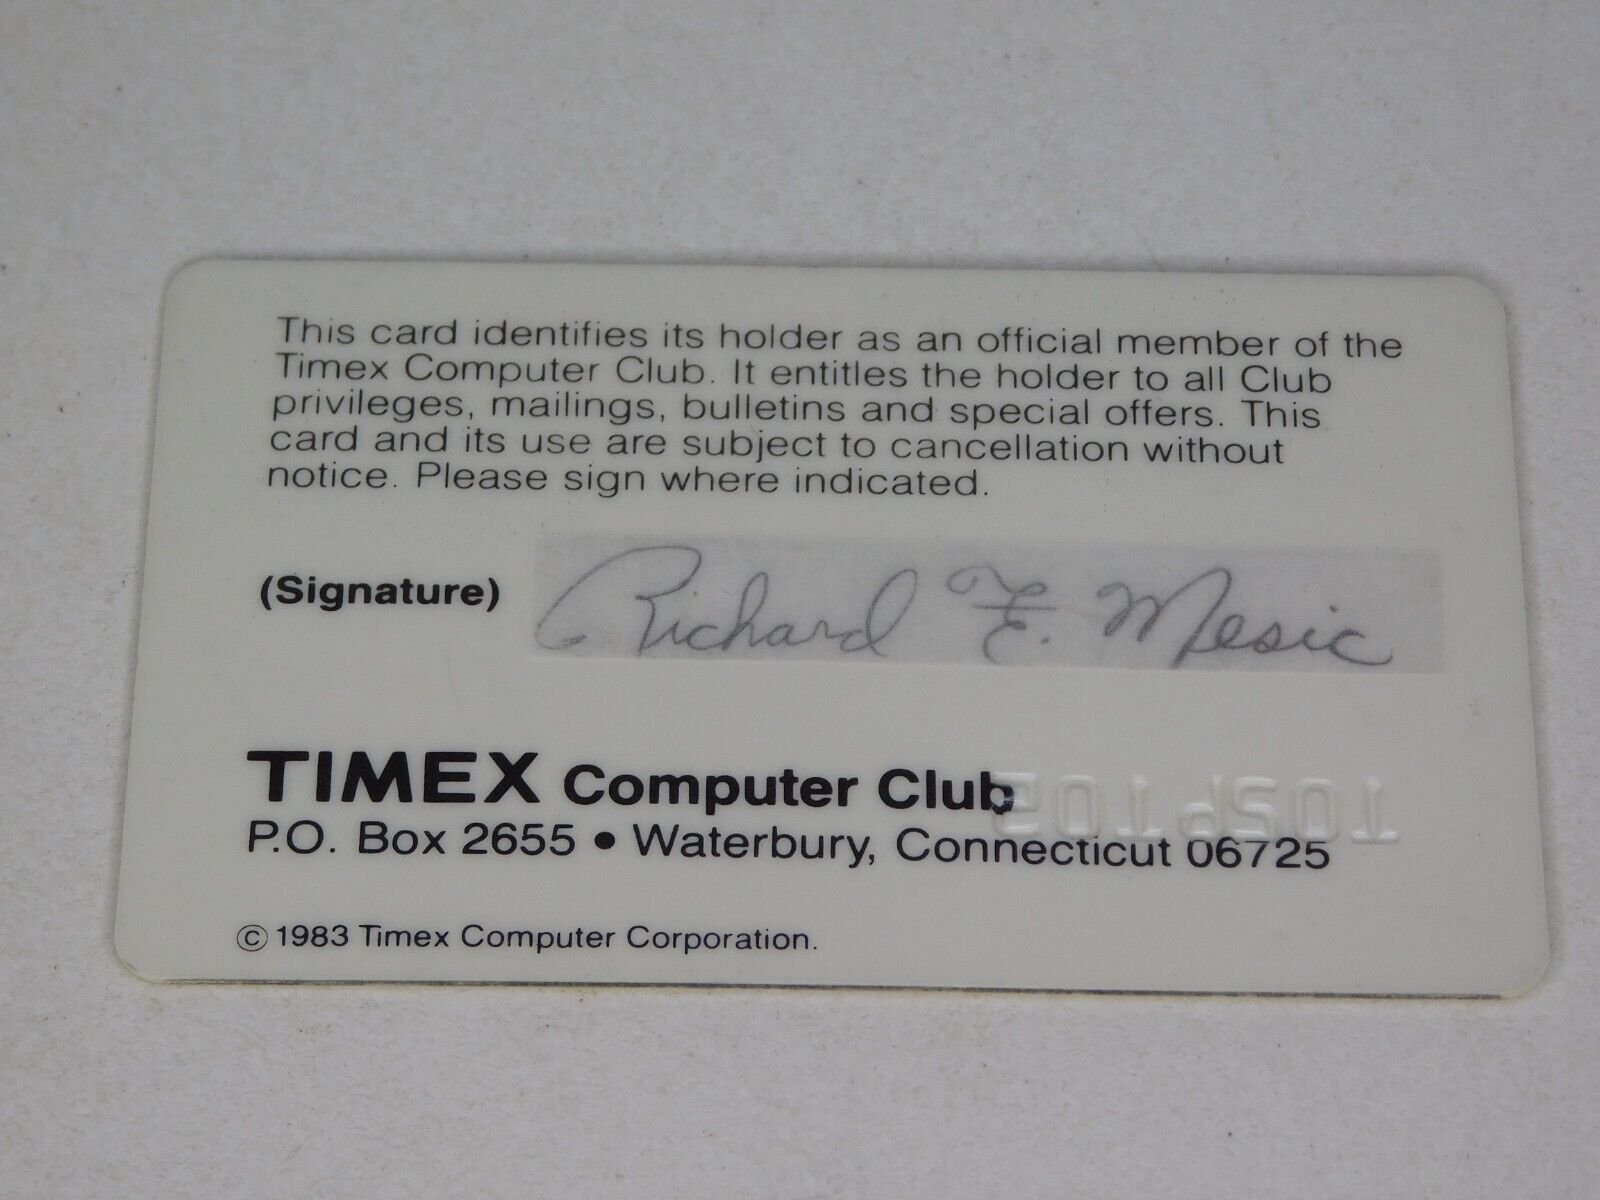 This card identifies its holder as an official member of the
Timex Computer Club. It entitles the holder to all Club
privileges, mailings, bulletins and special offers. This
card and its use are subject to cancellation without
notice. Please sign where indicated.
(Signature) Richard E. Mesic
TIMEX Computer Club
P.O. Box 2655 • Waterbury, Connecticut 06725
© 1983 Timex Computer Corporation.